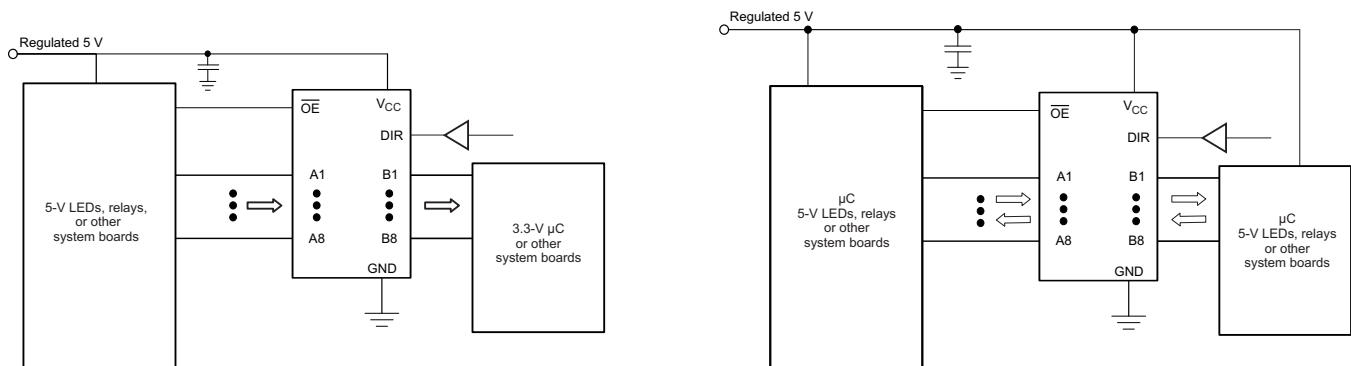 Regulated 5 V
OE
VCC
DIR
A1
B1
5-V LEDs, relays,
or other
system boards
A8
B8
3.3-V µC
or other
system boards
GND
Regulated 5 V
OE
VCC
DIR
A1
B1
µC
5-V LEDs, relays
or other
system boards
A8
B8
µC
5-V LEDs, relays
or other
system boards
GND